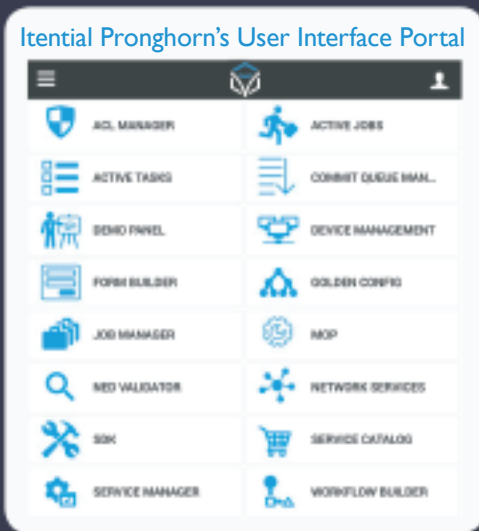 Itential Pronghorn's User Interface Portal
ACL MANAGER
ACTIVE JOBS
ACTIVE TASKS
COMMIT QUEUE MAN...
DEMO PANEL
DEVICE MANAGEMENT
FORM BUILDER
GOLDEN CONFIG
JOB MANAGER
MOP
NED VALIDATOR
NETWORK SERVICES
SDK
SERVICE CATALOG
SERVICE MANAGER
WORKFLOW BUILDER